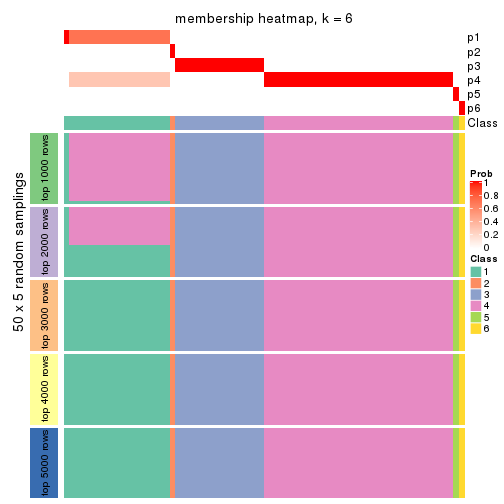 membership heatmap, k = 6
p1
p2
p3
p4
p5
p6
Class
50 x 5 random samplings
top 1000 rows
top 2000 rows
top 3000 rows
top 4000 rows
top 5000 rows
Prob
1
0.8
0.6
0.4
0.2
0
Class
1
2
3
4
5
6